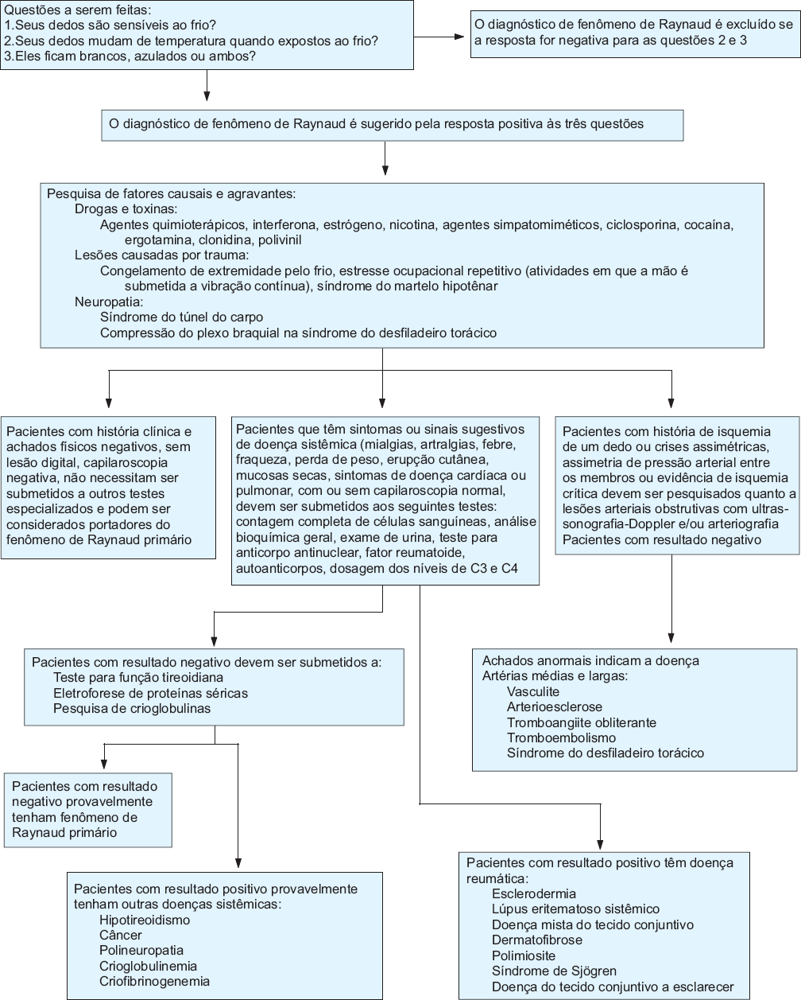 Questões a serem feitas:
1.Seus dedos são sensíveis ao frio?
2.Seus dedos mudam de temperatura quando expostos ao frio?
3.Eles ficam brancos, azulados ou ambos?
O diagnóstico de fenômeno de Raynaud é excluído se
a resposta for negativa para as questões 2 e 3
O diagnóstico de fenômeno de Raynaud é sugerido pela resposta positiva às três questões
Pesquisa de fatores causais e agravantes:
Drogas e toxinas:
Agentes quimioterápicos, interferona, estrógeno, nicotina, agentes simpatomiméticos, ciclosporina, cocaína,
ergotamina, clonidina, polivinil
Lesões causadas por trauma:
Congelamento de extremidade pelo frio, estresse ocupacional repetitivo (atividades em que a mão é
submetida a vibração contínua), síndrome do martelo hipotênar
Neuropatia:
Síndrome do túnel do carpo
Compressão do plexo braquial na síndrome do desfiladeiro torácico
Pacientes com história clínica e
achados físicos negativos, sem
lesão digital, capilaroscopia
negativa, não necessitam ser
submetidos a outros testes
especializados e podem ser
considerados portadores do
fenômeno de Raynaud primário
Pacientes que têm sintomas ou sinais sugestivos
de doença sistêmica (mialgias, artralgias, febre,
fraqueza, perda de peso, erupção cutânea,
mucosas secas, sintomas de doença cardíaca ou
pulmonar, com ou sem capilaroscopia normal,
devem ser submetidos aos seguintes testes:
contagem completa de células sanguíneas, análise
bioquímica geral, exame de urina, teste para
anticorpo antinuclear, fator reumatoide,
autoanticorpos, dosagem dos níveis de C3 e C4
Pacientes com história de isquemia
de um dedo ou crises assimétricas,
assimetria de pressão arterial entre
os membros ou evidência de isquemia
crítica devem ser pesquisados quanto a
lesões arteriais obstrutivas com ultras-
sonografia-Doppler e/ou arteriografia
Pacientes com resultado negativo
Pacientes com resultado negativo devem ser submetidos a:
Teste para função tireoidiana
Eletroforese de proteínas séricas
Pesquisa de crioglobulinas
Achados anormais indicam a doença
Artérias médias e largas:
Vasculite
Arterioesclerose
Tromboangiite obliterante
Tromboembolismo
Síndrome do desfiladeiro torácico
Pacientes com resultado
negativo provavelmente
tenham fenômeno de
Raynaud primário
Pacientes com resultado positivo provavelmente
tenham outras doenças sistêmicas:
Hipotireoidismo
Câncer
Polineuropatia
Crioglobulinemia
Criofibrinogenemia
Pacientes com resultado positivo têm doença
reumática:
Esclerodermia
Lúpus eritematoso sistêmico
Doença mista do tecido conjuntivo
Dermatofibrose
Polimiosite
Síndrome de Sjögren
Doença do tecido conjuntivo a esclarecer